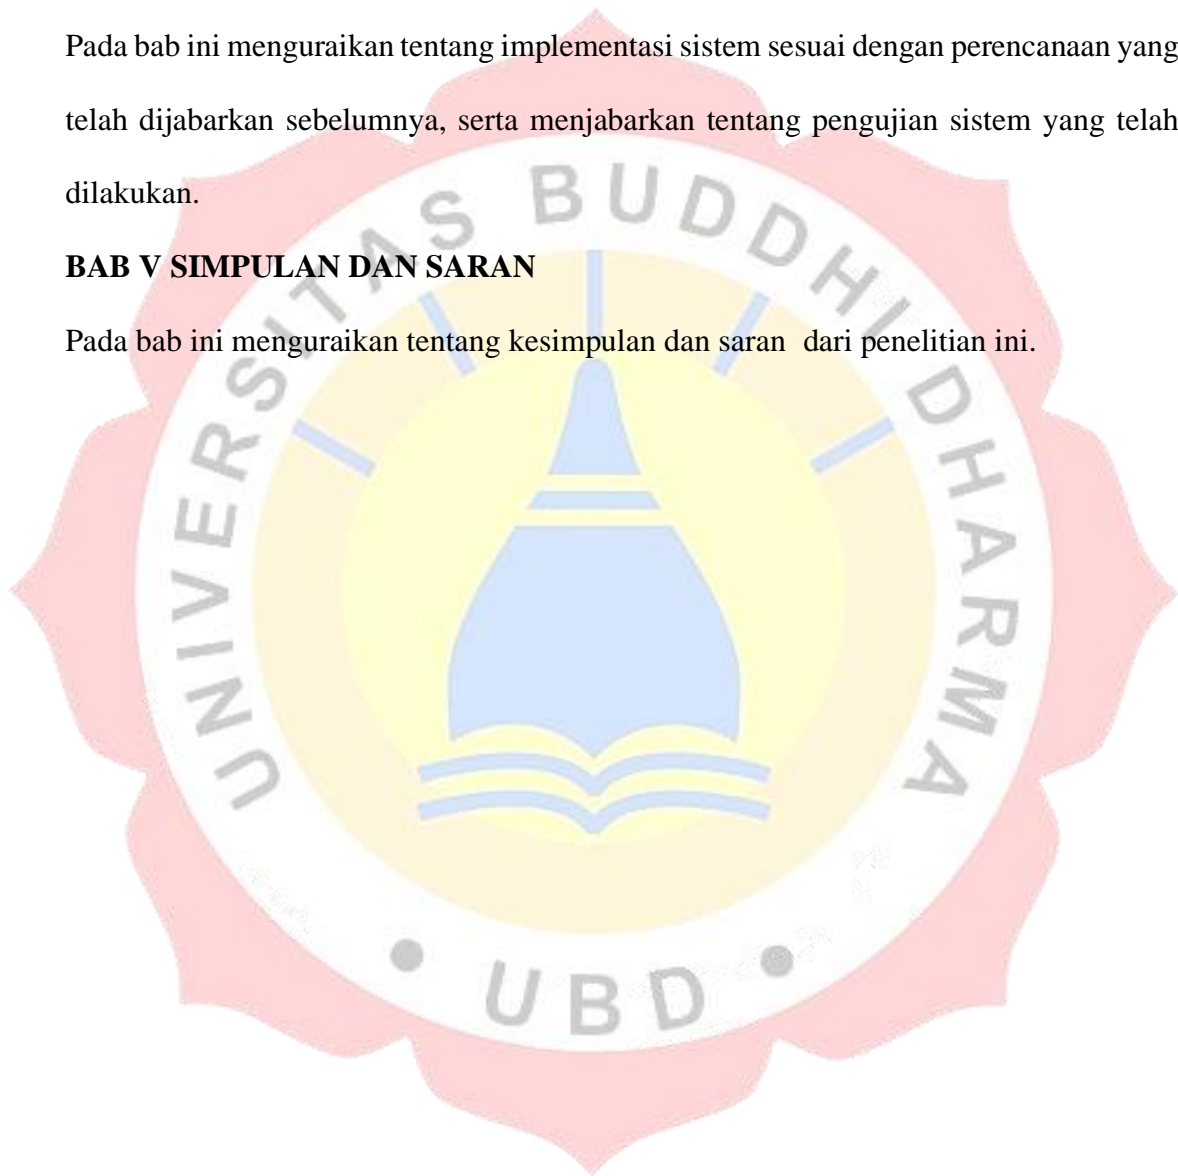 Pada bab ini menguraikan tentang implementasi sistem sesuai dengan perencanaan yang
telah dijabarkan sebelumnya, serta menjabarkan tentang pengujian sistem yang telah
dilakukan.
BAB V SIMPULAN DAN SARAN
Pada bab ini menguraikan tentang kesimpulan dan saran dari penelitian ini.
UNIVERSITAS BUDDHI DHARMA
• UBD •